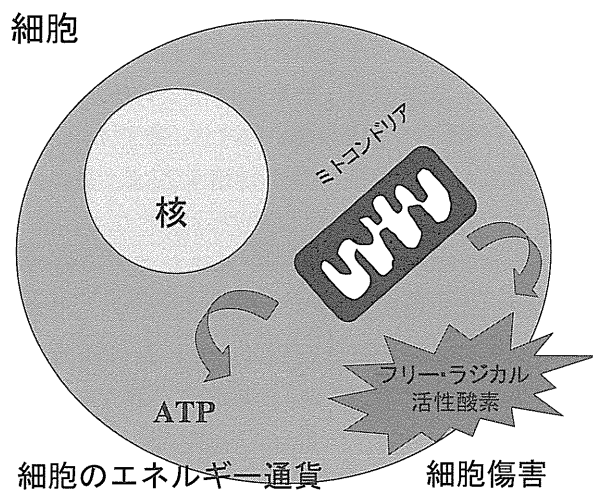 細胞
ミトコンドリア
核
フリー・ラジカル
活性酸素
ATP
細胞のエネルギー通貨
細胞傷害